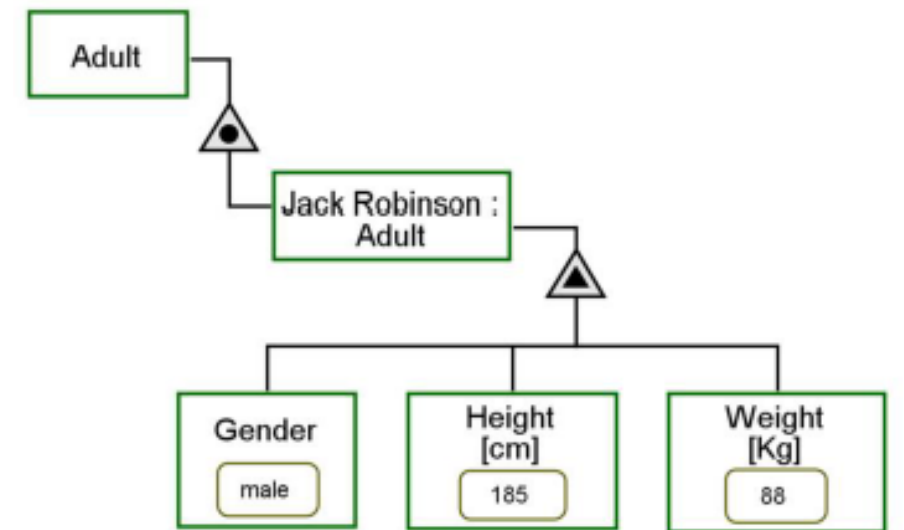 Adult
Jack Robinson :
Adult
Gender
male
Height
[cm]
185
Weight
[Kg]
88